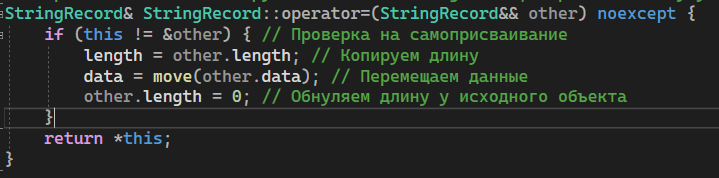 StringRecord& StringRecord::operator=(StringRecord&& other) noexcept {
if (this != &other) { // Проверка на самоприсваивание
length = other.length; // Копируем длину
data = move(other.data); // Перемещаем данные
other.length = 0; // Обнуляем длину у исходного объекта
}
return *this;
}